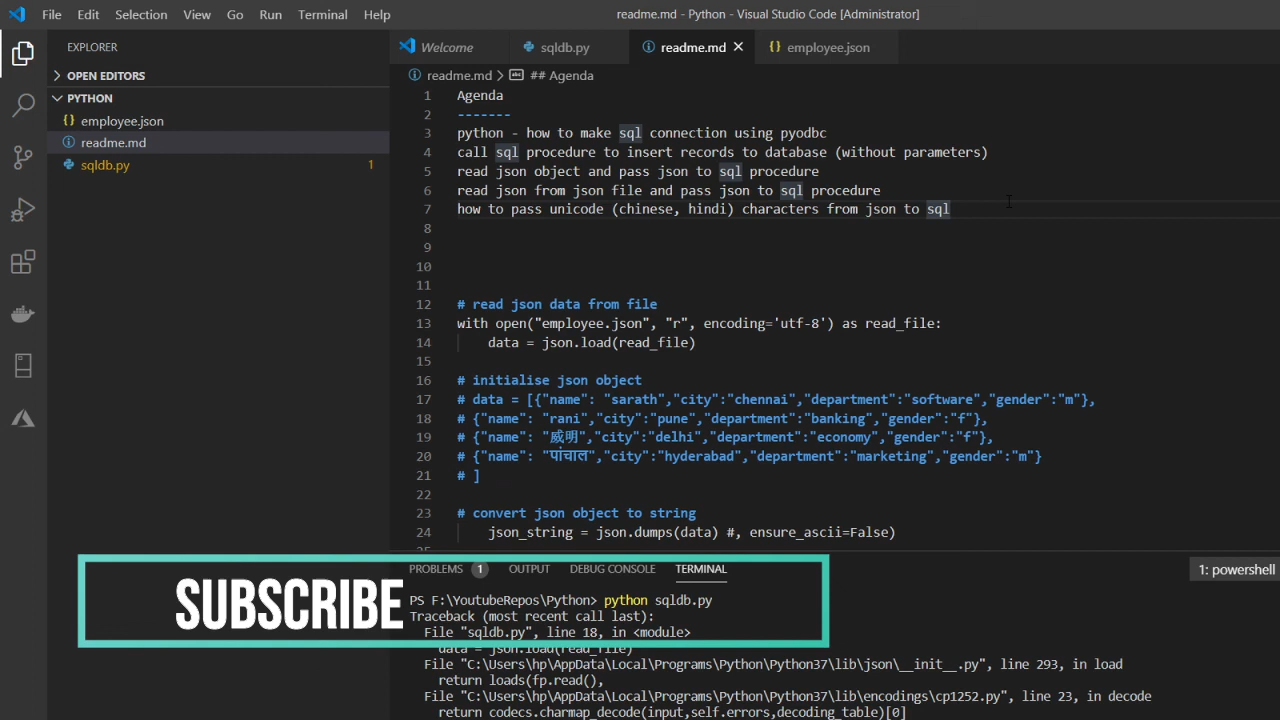 File Edit Selection View Go Run Terminal Help
readme.md - Python - Visual Studio Code [Administrator]
EXPLORER
OPEN EDITORS
PYTHON
employee.json
readme.md
sqldb.py 1
Welcome sqldb.py readme.md employee.json
readme.md > ## Agenda
1 Agenda
2 -------
3 python - how to make sql connection using pyodbc
4 call sql procedure to insert records to database (without parameters)
5 read json object and pass json to sql procedure
6 read json from json file and pass json to sql procedure
7 how to pass unicode (chinese, hindi) characters from json to sql
8
9
10
11
12 # read json data from file
13 with open("employee.json", "r", encoding='utf-8') as read_file:
14 data = json.load(read_file)
15
16 # initialise json object
17 # data = [{"name": "sarath","city":"chennai","department":"software","gender":"m"},
18 # {"name": "rani","city":"pune","department":"banking","gender":"f"},
19 # {"name": "威明","city":"delhi","department":"economy","gender":"f"},
20 # {"name": "पांचाल","city":"hyderabad","department":"marketing","gender":"m"}
21 # ]
22
23 # convert json object to string
24 json_string = json.dumps(data) #, ensure_ascii=False)
PROBLEMS 1 OUTPUT DEBUG CONSOLE TERMINAL 1: powershell
SUBSCRIBE
PS F:\YoutubeRepos\Python> python sqldb.py
Traceback (most recent call last):
File "sqldb.py", line 18, in <module>
data = json.load(read_file)
File "C:\Users\hp\AppData\Local\Programs\Python\Python37\lib\json\__init__.py", line 293, in load
return loads(fp.read(),
File "C:\Users\hp\AppData\Local\Programs\Python\Python37\lib\encodings\cp1252.py", line 23, in decode
return codecs.charmap_decode(input,self.errors,decoding_table)[0]